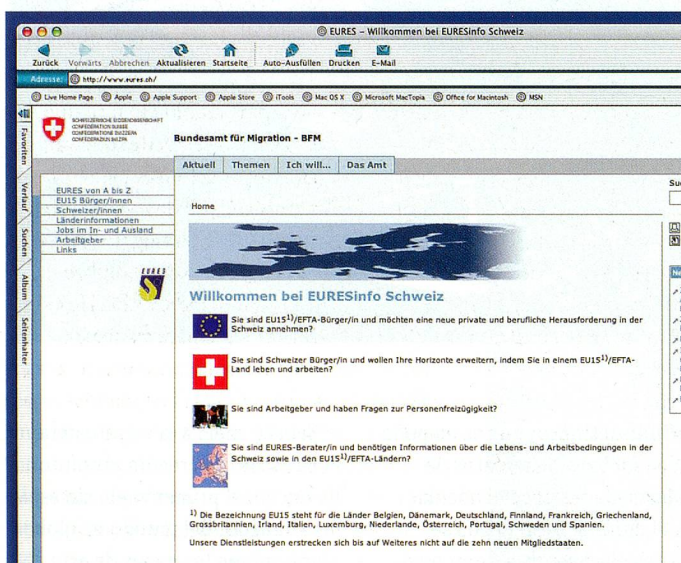 EURES – Willkommen bei EURESinfo Schweiz
Zurück Vorwärts Abbrechen Aktualisieren Startseite Auto-Ausfüllen Drucken E-Mail
Adresse: http://www.eures.ch/
Live Home Page Apple Apple Support Apple Store iTools Mac OS X Microsoft MacTopia Office for Macintosh MSN
Favoriten
Verlauf
Suchen
Album
Seitenhalter
SCHWEIZERISCHE EIDGENOSSENSCHAFT
CONFEDERATION SUISSE
CONFEDERAZIONE SVIZZERA
CONFEDERAZIUN SVIZRA
Bundesamt für Migration - BFM
Aktuell Themen Ich will... Das Amt
EURES von A bis Z
EU15 Bürger/innen
Schweizer/innen
Länderinformationen
Jobs im In- und Ausland
Arbeitgeber
Links
EURES
Home
Willkommen bei EURESinfo Schweiz
Sie sind EU15¹⁾/EFTA-Bürger/in und möchten eine neue private und berufliche Herausforderung in der
Schweiz annehmen?
Sie sind Schweizer Bürger/in und wollen Ihre Horizonte erweitern, indem Sie in einem EU15¹⁾/EFTA-
Land leben und arbeiten?
Sie sind Arbeitgeber und haben Fragen zur Personenfreizügigkeit?
Sie sind EURES-Berater/in und benötigen Informationen über die Lebens- und Arbeitsbedingungen in der
Schweiz sowie in den EU15¹⁾/EFTA-Ländern?
¹⁾ Die Bezeichnung EU15 steht für die Länder Belgien, Dänemark, Deutschland, Finnland, Frankreich, Griechenland,
Grossbritannien, Irland, Italien, Luxemburg, Niederlande, Österreich, Portugal, Schweden und Spanien.
Unsere Dienstleistungen erstrecken sich bis auf Weiteres nicht auf die zehn neuen Mitgliedstaaten.